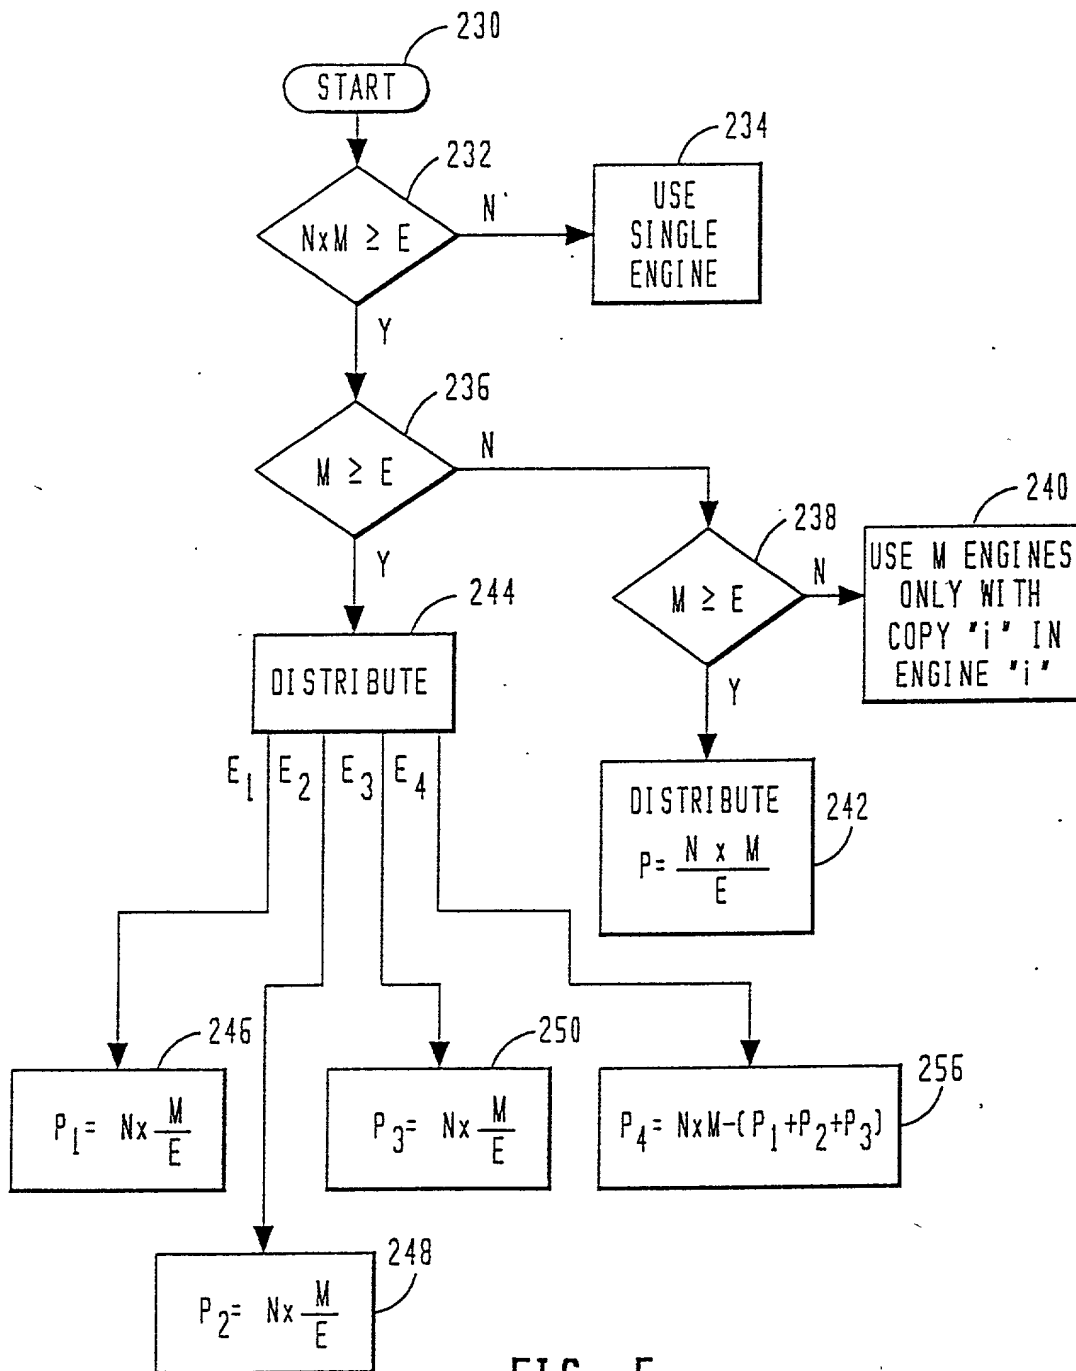 230
START
232
N x M ≥ E
N
Y
234
USE
SINGLE
ENGINE
236
M ≥ E
N
Y
238
M ≥ E
N
Y
240
USE M ENGINES
ONLY WITH
COPY "i" IN
ENGINE "i"
244
DISTRIBUTE
E1 E2 E3 E4
242
DISTRIBUTE
P= N x M / E
246
P1= N x M / E
250
P3= N x M / E
256
P4= N x M-(P1+P2+P3)
248
P2= N x M / E